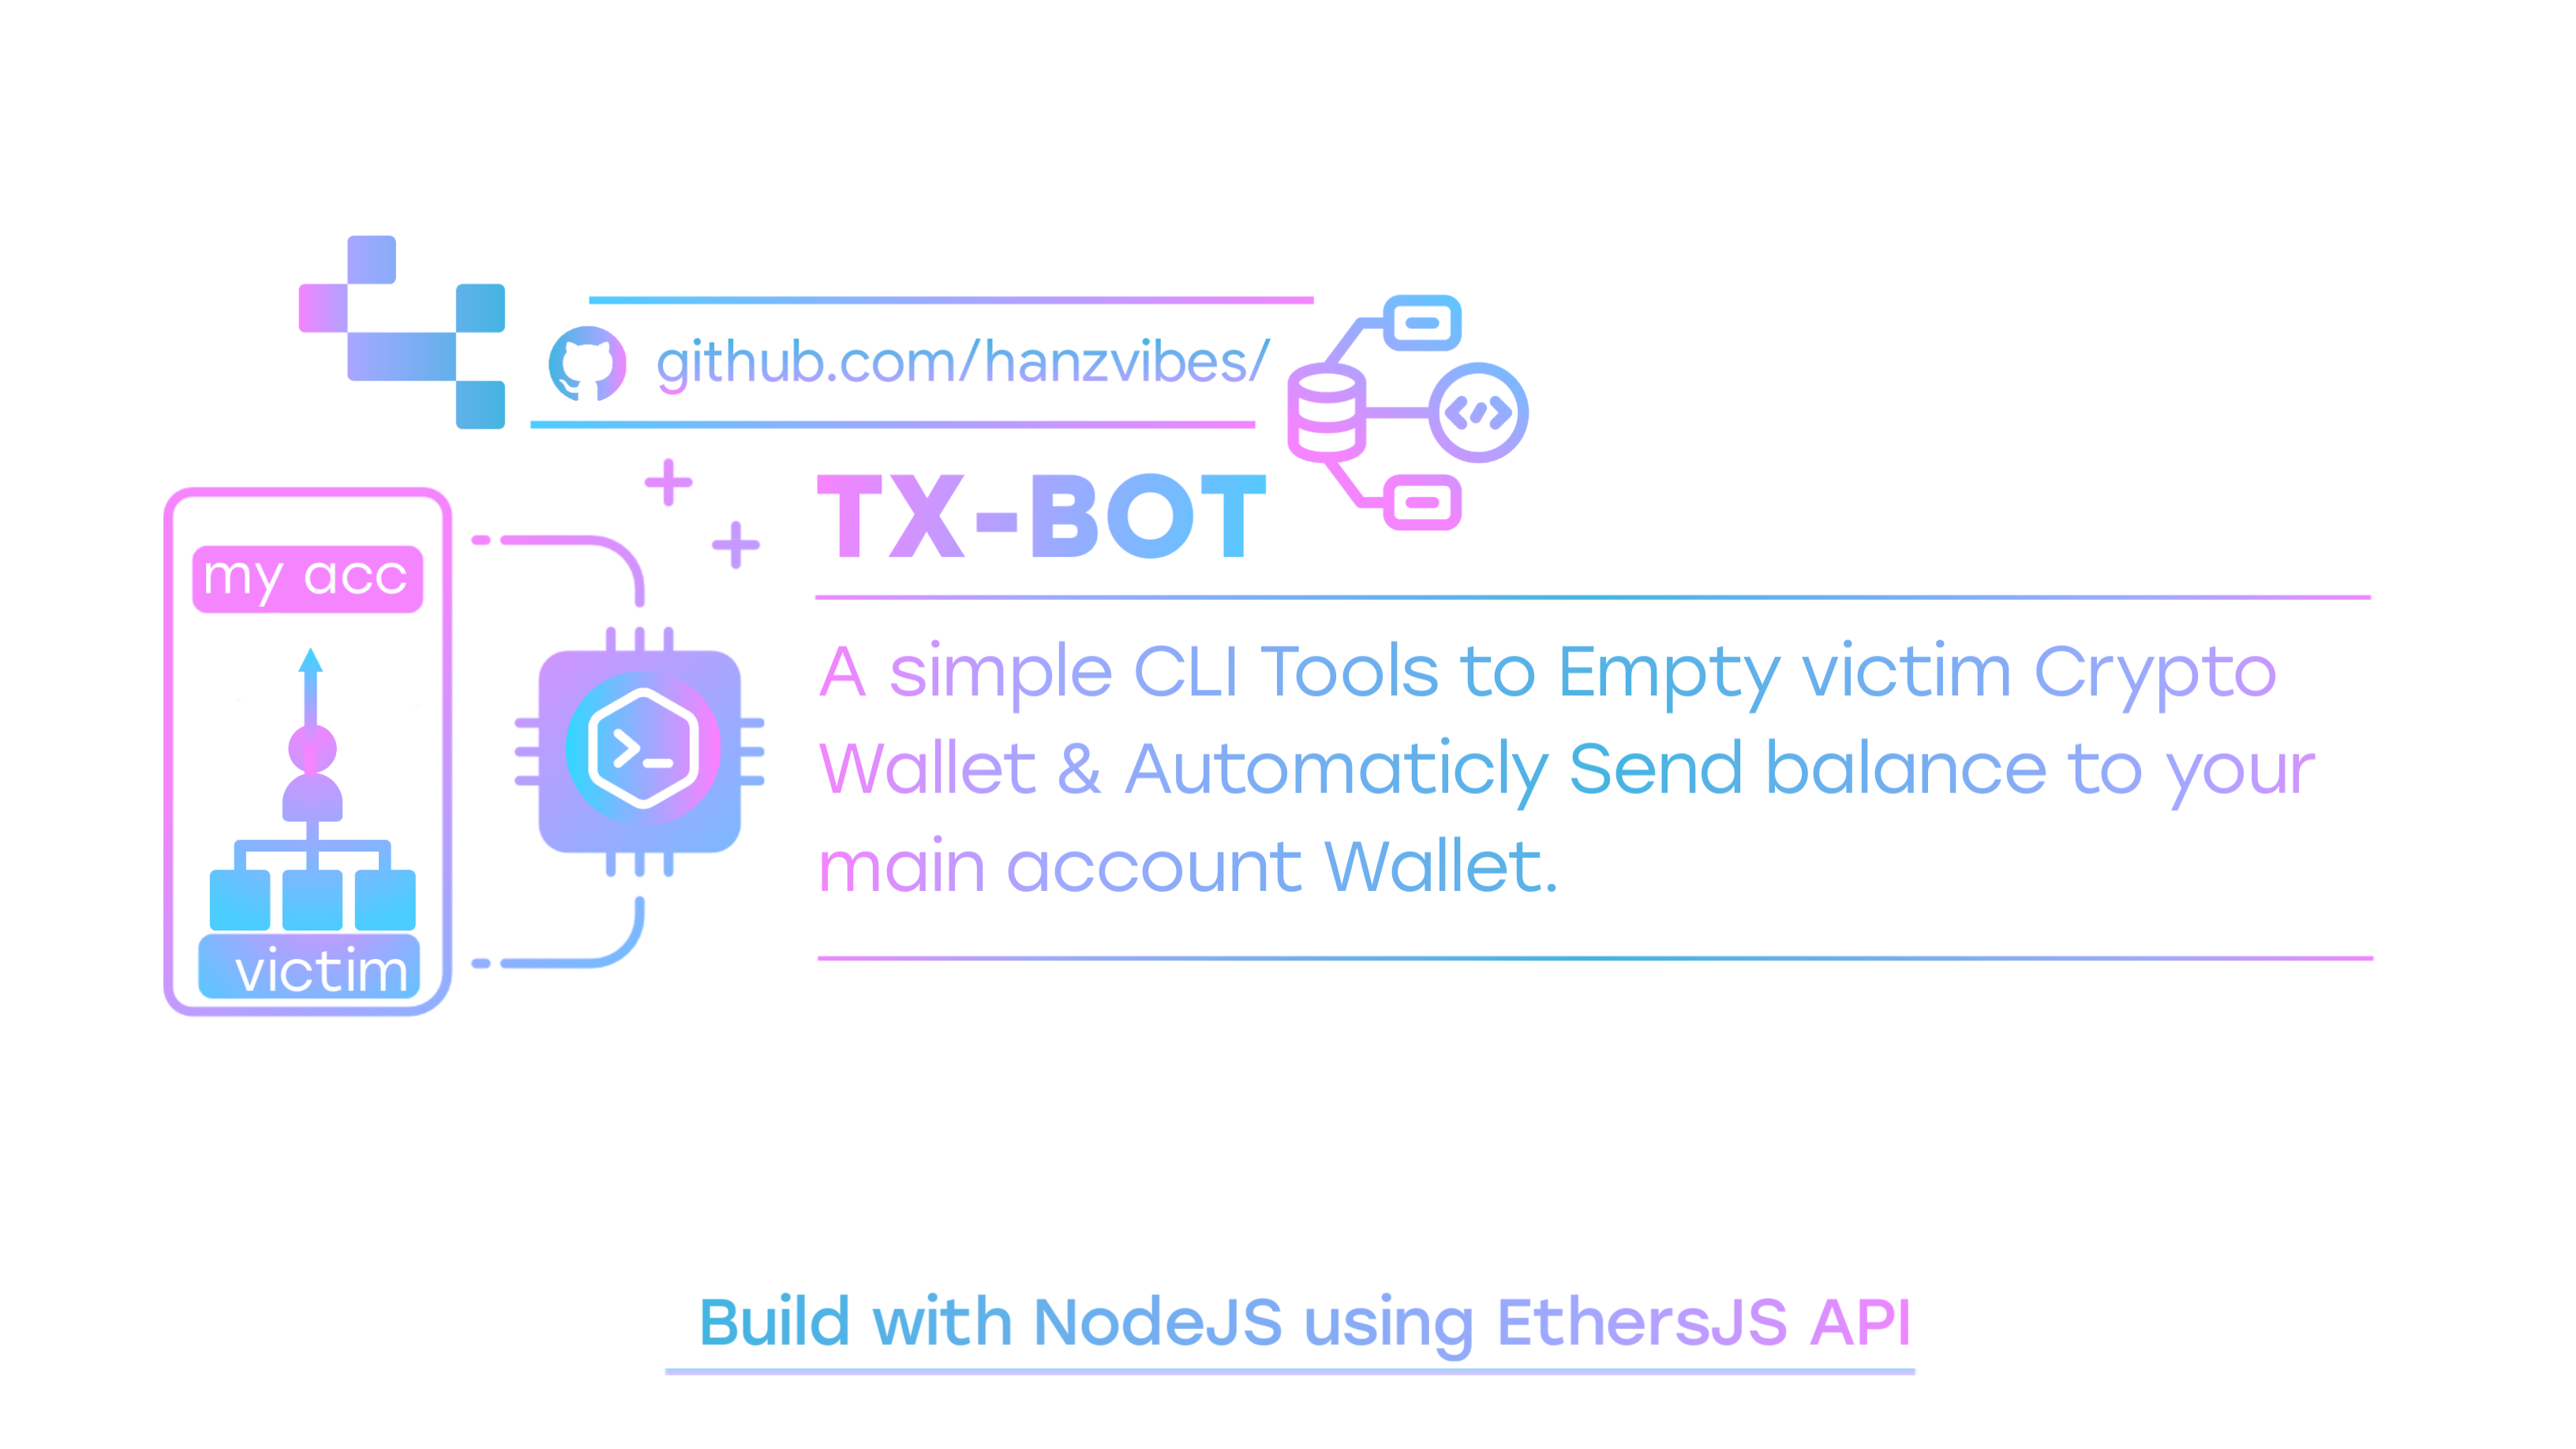 github.com/hanzvibes/
TX-BOT
my acc
A simple CLI Tools to Empty victim Crypto
Wallet & Automaticly Send balance to your
main account Wallet.
victim
Build with NodeJS using EthersJS API